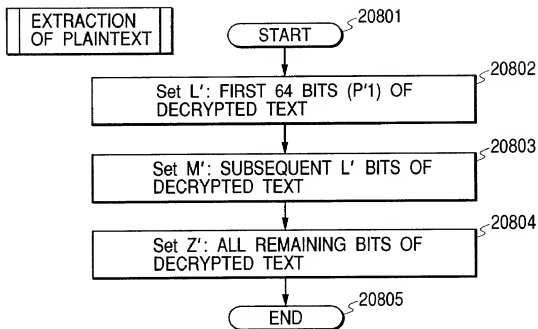 EXTRACTION
OF PLAINTEXT
START
20801
20802
Set L': FIRST 64 BITS (P'1) OF
DECRYPTED TEXT
20803
Set M': SUBSEQUENT L' BITS OF
DECRYPTED TEXT
20804
Set Z': ALL REMAINING BITS OF
DECRYPTED TEXT
END
20805